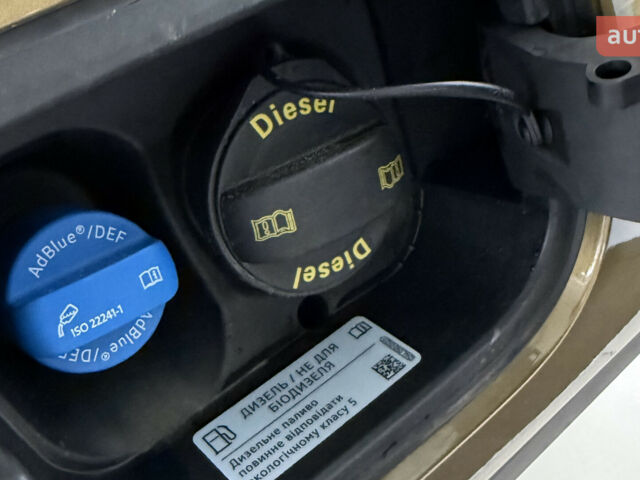 auto
Diesel
Diesel
AdBlue®/DEF
ISO 22241-1
AdBlue®/DEF
ДИЗЕЛЬ / НЕ ДЛЯ
БІОДИЗЕЛЯ
Дизельне паливо
повинне відповідати
екологічному класу 5